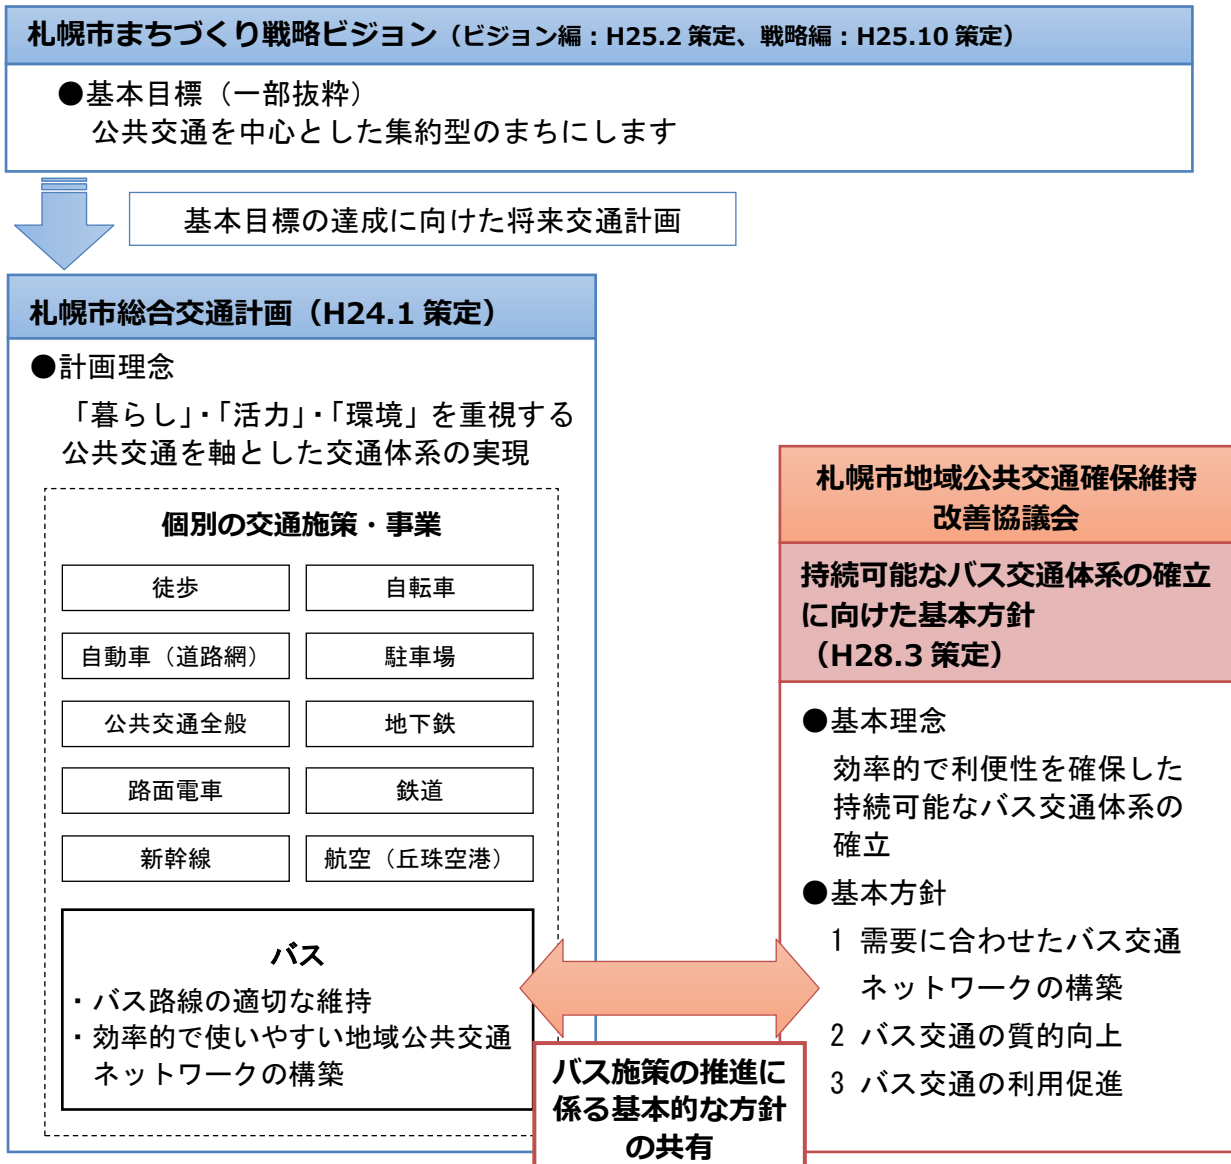 札幌市まちづくり戦略ビジョン（ビジョン編：H25.2 策定、戦略編：H25.10 策定）
●基本目標（一部抜粋）
公共交通を中心とした集約型のまちにします
基本目標の達成に向けた将来交通計画
札幌市総合交通計画（H24.1 策定）
●計画理念
「暮らし」・「活力」・「環境」を重視する
公共交通を軸とした交通体系の実現
個別の交通施策・事業
徒歩
自転車
自動車（道路網）
駐車場
公共交通全般
地下鉄
路面電車
鉄道
新幹線
航空（丘珠空港）
バス
・バス路線の適切な維持
・効率的で使いやすい地域公共交通
ネットワークの構築
バス施策の推進に
係る基本的な方針
の共有
札幌市地域公共交通確保維持
改善協議会
持続可能なバス交通体系の確立
に向けた基本方針
（H28.3 策定）
●基本理念
効率的で利便性を確保した
持続可能なバス交通体系の
確立
●基本方針
1 需要に合わせたバス交通
ネットワークの構築
2 バス交通の質的向上
3 バス交通の利用促進